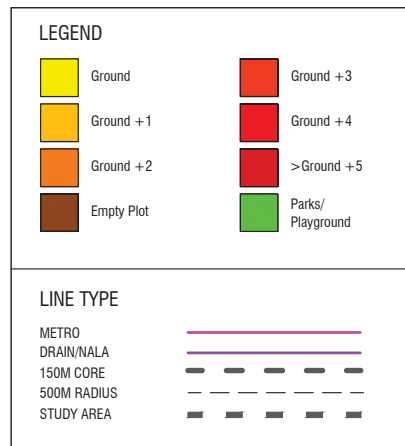 LEGEND
Ground
Ground +1
Ground +2
Empty Plot
Ground +3
Ground +4
>Ground +5
Parks/
Playground
LINE TYPE
METRO
DRAIN/NALA
150M CORE
500M RADIUS
STUDY AREA